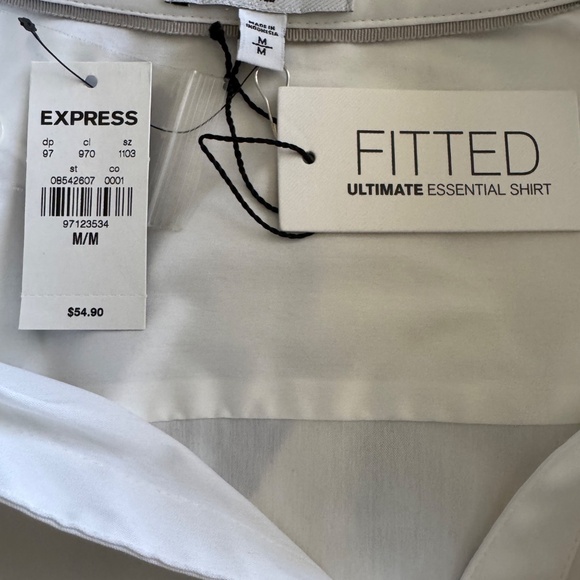 MADE IN
INDONESIA
M
M
EXPRESS
dp cl sz
97 970 1103
st co
08542607 0001
97123534
M/M
$54.90
FITTED
ULTIMATE ESSENTIAL SHIRT